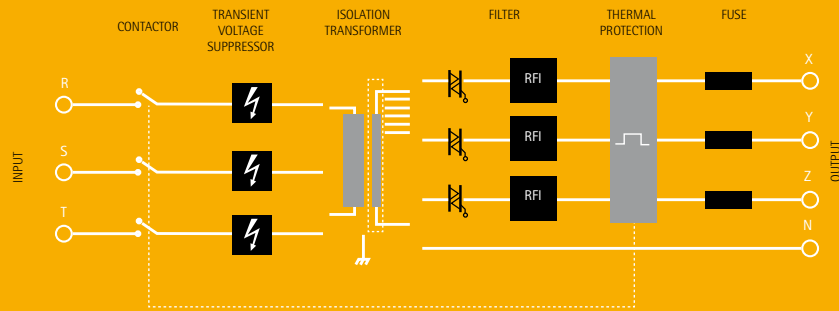 CONTACTOR
TRANSIENT
VOLTAGE
SUPPRESSOR
ISOLATION
TRANSFORMER
FILTER
THERMAL
PROTECTION
FUSE
INPUT
R
S
T
RFI
RFI
RFI
X
Y
Z
N
OUTPUT